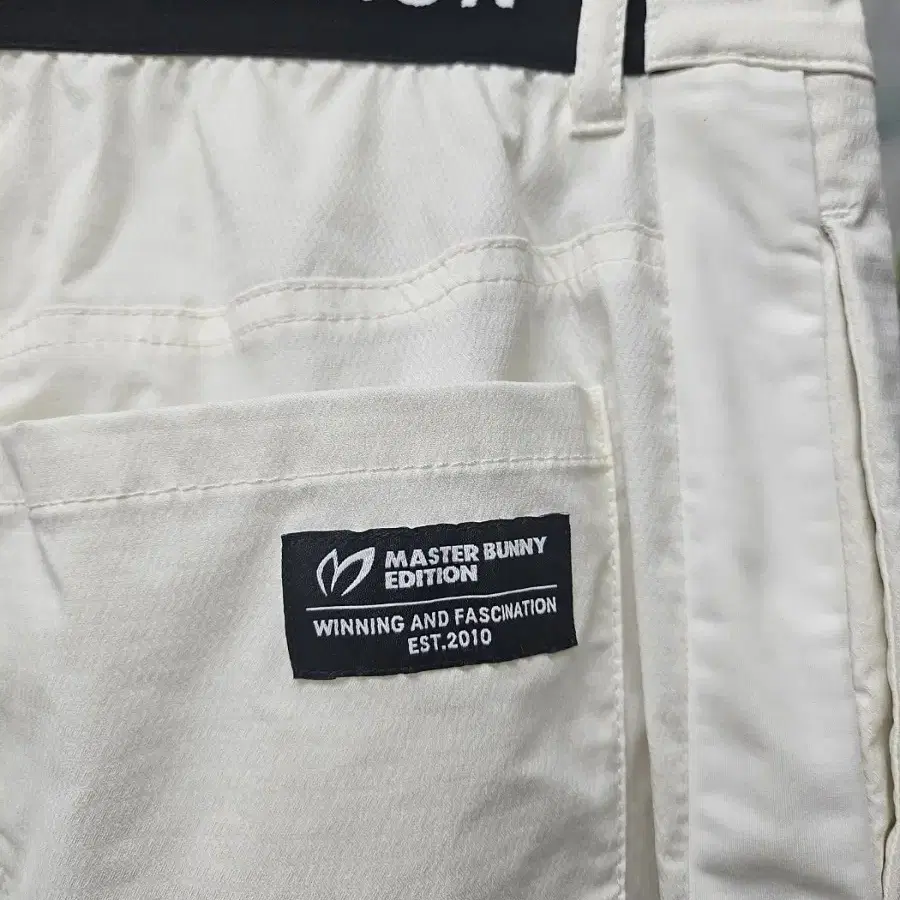 MASTER BUNNY
EDITION
WINNING AND FASCINATION
EST.2010